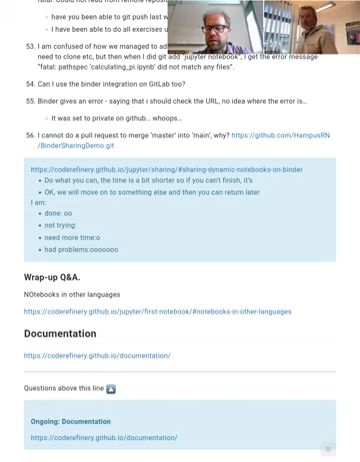 fatal: Could not read from remote reposi
have you been able to git push last w
I have been able to do all exercises u
53. I am confused of how we managed to ad
need to clone etc, but then when I did git add 'jupyter notebook', I get the error message
"fatal: pathspec 'calculating_pi.ipynb' did not match any files".
54. Can I use the binder integration on GitLab too?
55. Binder gives an error - saying that i should check the URL, no idea where the error is...
It was set to private on github... whoops...
56. I cannot do a pull request to merge 'master' into 'main', why? https://github.com/HampusRN
/BinderSharingDemo.git
https://coderefinery.github.io/jupyter/sharing/#sharing-dynamic-notebooks-on-binder
Do what you can, the time is a bit shorter so if you can't finish, it's
OK, we will move on to something else and then you can return later
I am:
done: oo
not trying:
need more time:o
had problems:ooooooo
Wrap-up Q&A.
NOtebooks in other languages
https://coderefinery.github.io/jupyter/first-notebook/#notebooks-in-other-languages
Documentation
https://coderefinery.github.io/documentation/
Questions above this line
Ongoing: Documentation
https://coderefinery.github.io/documentation/